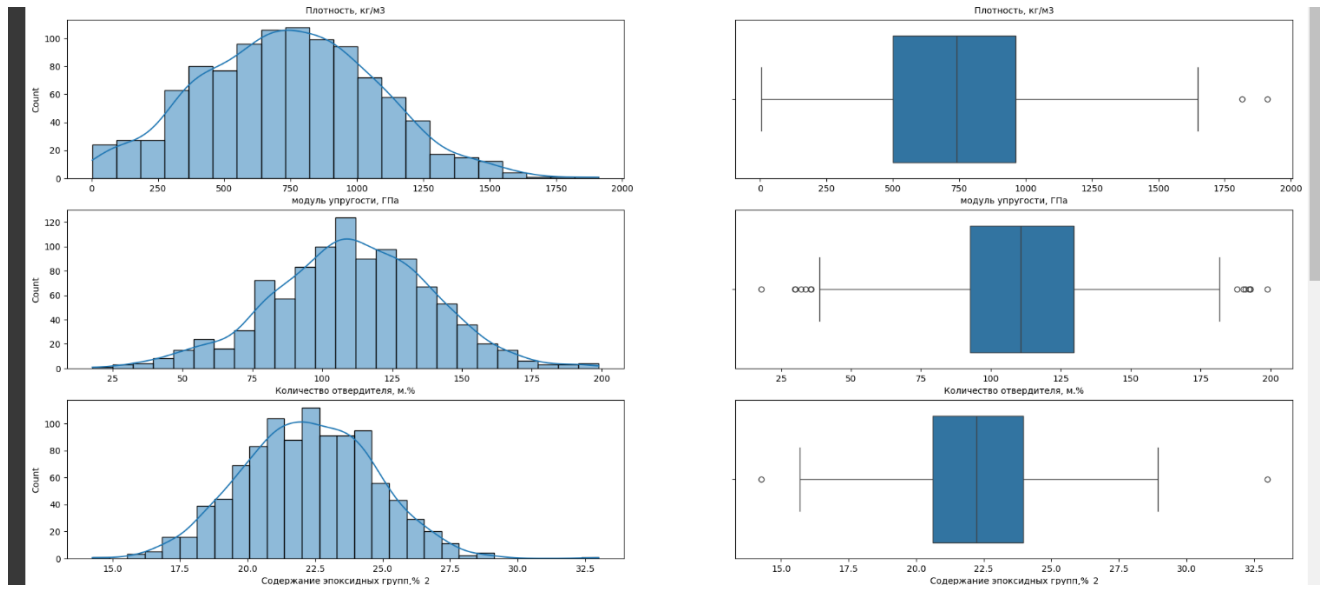 Плотность, кг/м3
Плотность, кг/м3
Count
100
80
60
40
20
0
0 250 500 750 1000 1250 1500 1750 2000
0 250 500 750 1000 1250 1500 1750 2000
модуль упругости, ГПа
модуль упругости, ГПа
Count
120
100
80
60
40
20
0
25 50 75 100 125 150 175 200
25 50 75 100 125 150 175 200
Количество отвердителя, м.%
Количество отвердителя, м.%
Count
100
80
60
40
20
0
15.0 17.5 20.0 22.5 25.0 27.5 30.0 32.5
15.0 17.5 20.0 22.5 25.0 27.5 30.0 32.5
Содержание эпоксидных групп,%_2
Содержание эпоксидных групп,%_2